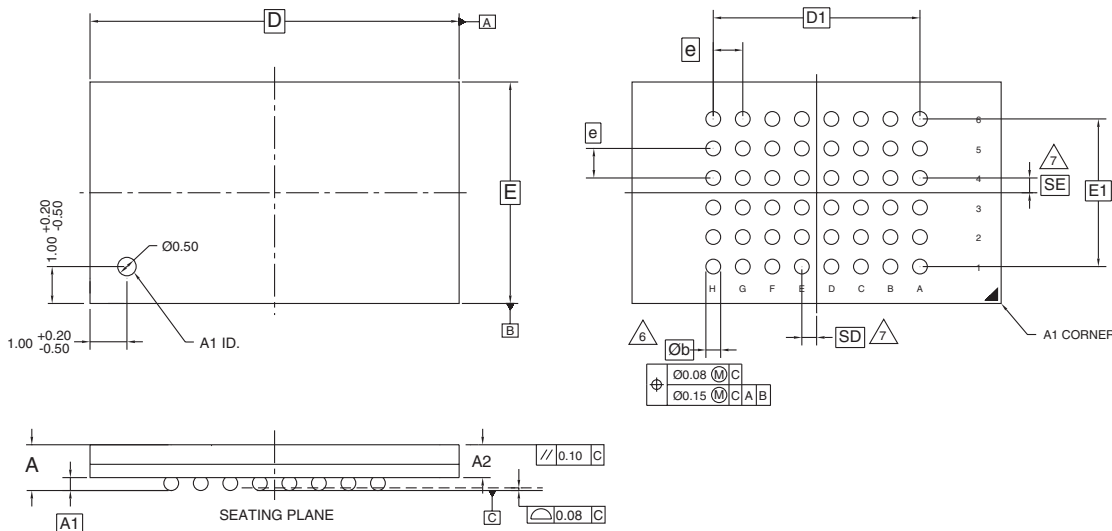 D
A
D1
e
6
e
5
7
E
4
SE
E1
3
1.00 +0.20 -0.50
Ø0.50
2
1
H G F E D C B A
B
1.00 +0.20 -0.50
A1 ID.
6
Øb
SD
7
A1 CORNER
Ø0.08 Ⓜ C
Ø0.15 Ⓜ C A B
A
A2
// 0.10 C
A1
SEATING PLANE
C
⌓ 0.08 C